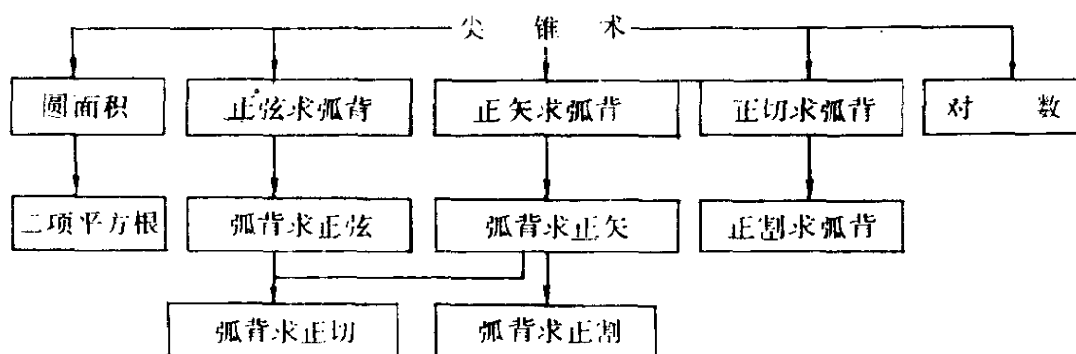 尖锥术
圆面积 正弦求弧背 正矢求弧背 正切求弧背 对数
二项平方根 弧背求正弦 弧背求正矢 正割求弧背
弧背求正切 弧背求正割